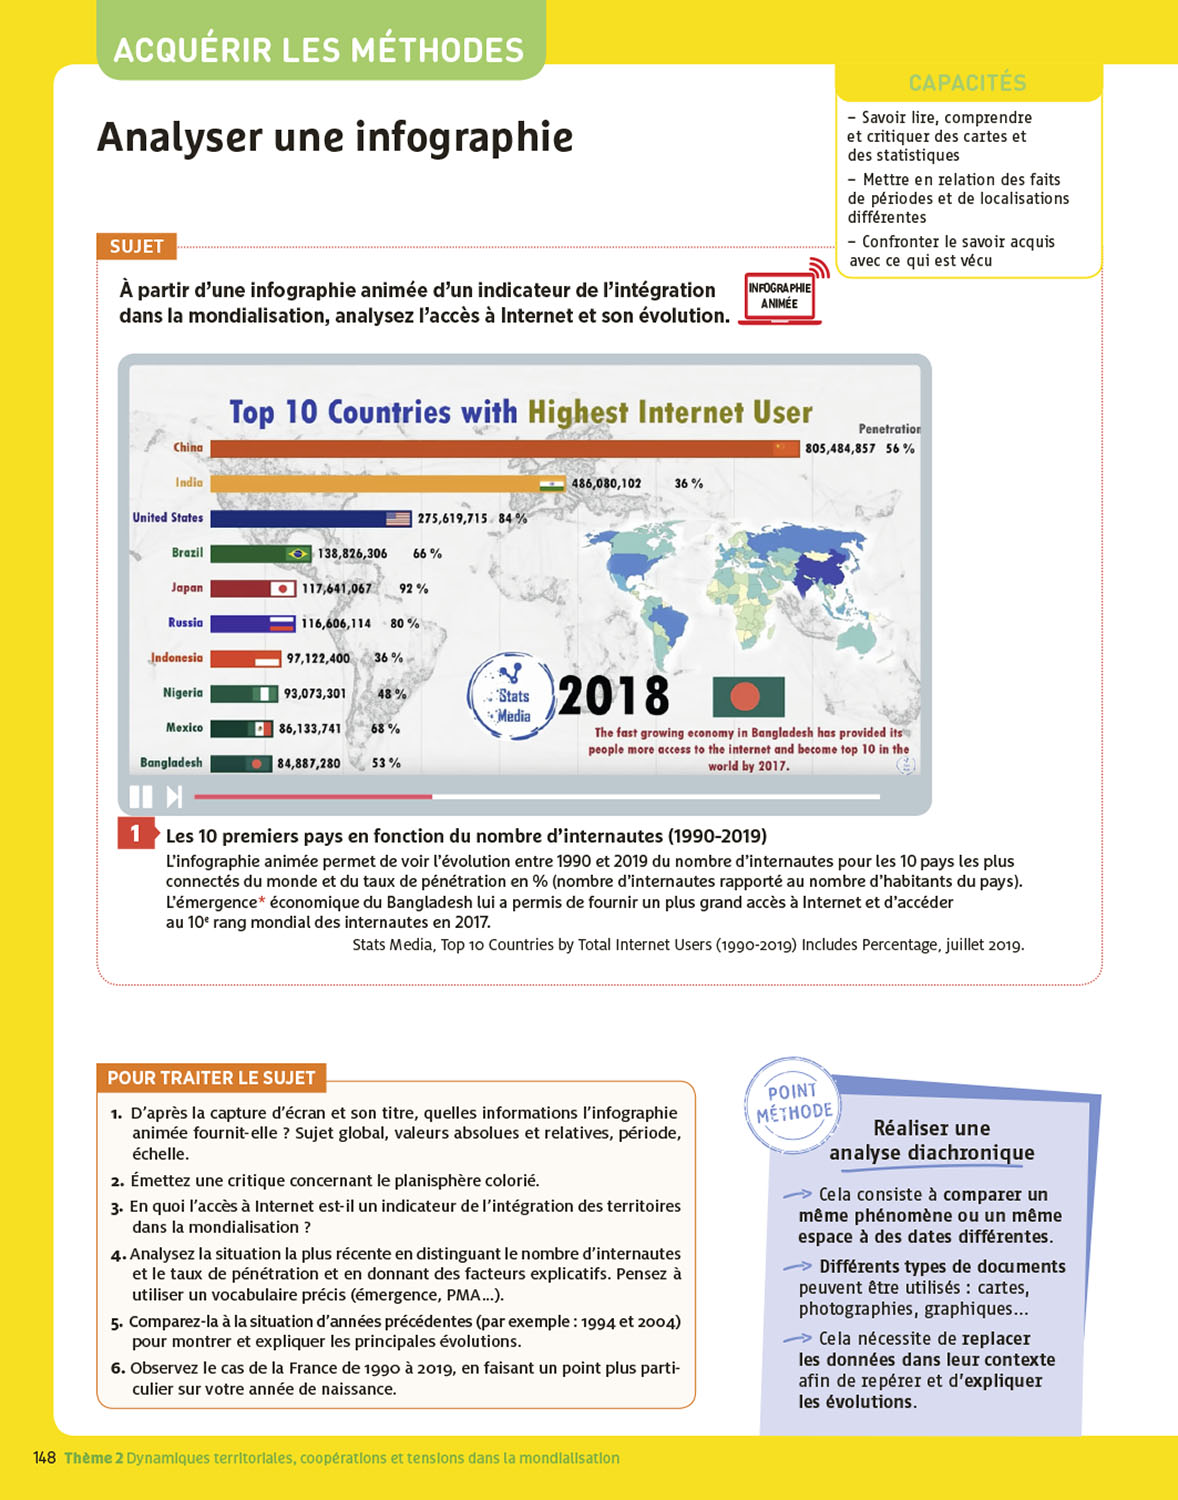 ACQUÉRIR LES MÉTHODES
Analyser une infographie
CAPACITÉS
– Savoir lire, comprendre
et critiquer des cartes et
des statistiques
– Mettre en relation des faits
de périodes et de localisations
différentes
– Confronter le savoir acquis
avec ce qui est vécu
SUJET
À partir d'une infographie animée d'un indicateur de l'intégration
dans la mondialisation, analysez l'accès à Internet et son évolution.
INFOGRAPHIE
ANIMÉE
Top 10 Countries with Highest Internet User
Penetration
China 805,484,857 56 %
India 486,080,102 36 %
United States 275,619,715 84 %
Brazil 138,826,306 66 %
Japan 117,641,067 92 %
Russia 116,606,114 80 %
Indonesia 97,122,400 36 %
Nigeria 93,073,301 48 %
Mexico 86,133,741 68 %
Bangladesh 84,887,280 53 %
Stats
Media
2018
The fast growing economy in Bangladesh has provided its
people more access to the internet and become top 10 in the
world by 2017.
1 Les 10 premiers pays en fonction du nombre d'internautes (1990-2019)
L'infographie animée permet de voir l'évolution entre 1990 et 2019 du nombre d'internautes pour les 10 pays les plus
connectés du monde et du taux de pénétration en % (nombre d'internautes rapporté au nombre d'habitants du pays).
L'émergence* économique du Bangladesh lui a permis de fournir un plus grand accès à Internet et d'accéder
au 10e rang mondial des internautes en 2017.
Stats Media, Top 10 Countries by Total Internet Users (1990-2019) Includes Percentage, juillet 2019.
POUR TRAITER LE SUJET
1. D'après la capture d'écran et son titre, quelles informations l'infographie
animée fournit-elle ? Sujet global, valeurs absolues et relatives, période,
échelle.
2. Émettez une critique concernant le planisphère colorié.
3. En quoi l'accès à Internet est-il un indicateur de l'intégration des territoires
dans la mondialisation ?
4. Analysez la situation la plus récente en distinguant le nombre d'internautes
et le taux de pénétration et en donnant des facteurs explicatifs. Pensez à
utiliser un vocabulaire précis (émergence, PMA...).
5. Comparez-la à la situation d'années précédentes (par exemple : 1994 et 2004)
pour montrer et expliquer les principales évolutions.
6. Observez le cas de la France de 1990 à 2019, en faisant un point plus parti-
culier sur votre année de naissance.
POINT
MÉTHODE
Réaliser une
analyse diachronique
Cela consiste à comparer un
même phénomène ou un même
espace à des dates différentes.
Différents types de documents
peuvent être utilisés : cartes,
photographies, graphiques...
Cela nécessite de replacer
les données dans leur contexte
afin de repérer et d'expliquer
les évolutions.
148 Thème 2 Dynamiques territoriales, coopérations et tensions dans la mondialisation